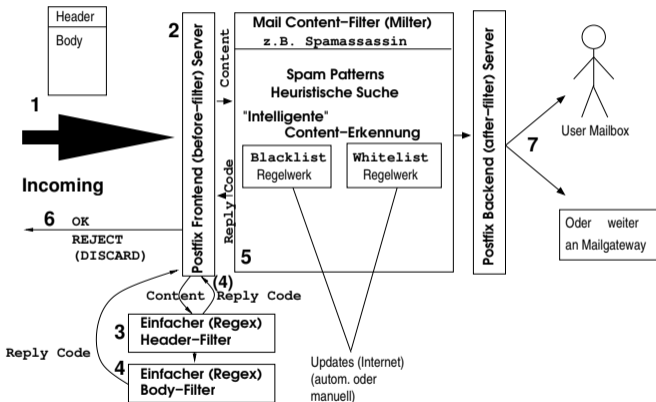 Header
Body
1
Incoming
6 OK
REJECT
(DISCARD)
2
Postfix Frontend (before-filter) Server
Content
Reply Code
Mail Content-Filter (Milter)
z.B. Spamassassin
Spam Patterns
Heuristische Suche
"Intelligente"
Content-Erkennung
Blacklist
Regelwerk
Whitelist
Regelwerk
5
Postfix Backend (after-filter) Server
7
User Mailbox
Oder weiter
an Mailgateway
(4)
Content Reply Code
3 Einfacher (Regex)
Header-Filter
Reply Code
4 Einfacher (Regex)
Body-Filter
Updates (Internet)
(autom. oder
manuell)